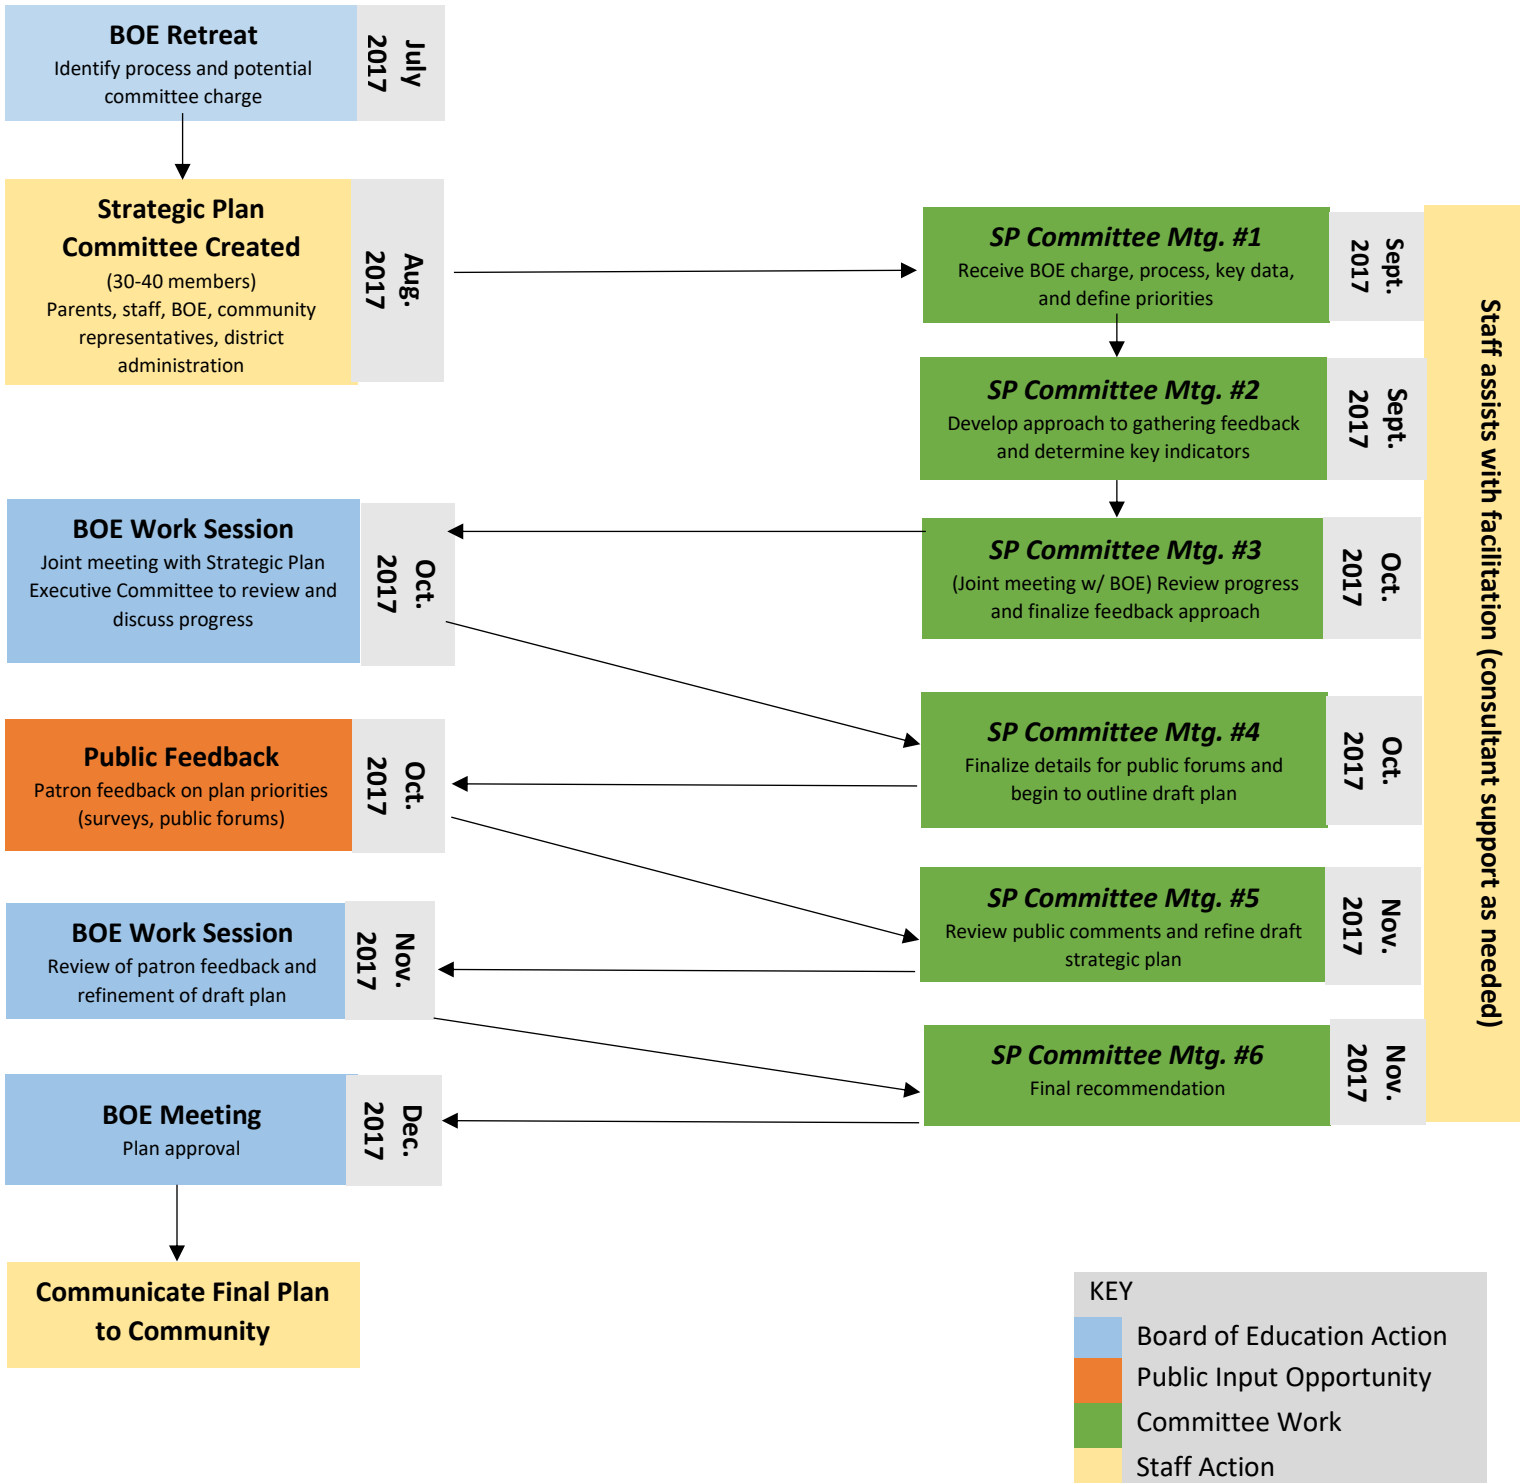 BOE Retreat
Identify process and potential
committee charge
July
2017
Strategic Plan
Committee Created
(30-40 members)
Parents, staff, BOE, community
representatives, district
administration
Aug.
2017
SP Committee Mtg. #1
Receive BOE charge, process, key data,
and define priorities
Sept.
2017
SP Committee Mtg. #2
Develop approach to gathering feedback
and determine key indicators
Sept.
2017
BOE Work Session
Joint meeting with Strategic Plan
Executive Committee to review and
discuss progress
Oct.
2017
SP Committee Mtg. #3
(Joint meeting w/ BOE) Review progress
and finalize feedback approach
Oct.
2017
Public Feedback
Patron feedback on plan priorities
(surveys, public forums)
Oct.
2017
SP Committee Mtg. #4
Finalize details for public forums and
begin to outline draft plan
Oct.
2017
BOE Work Session
Review of patron feedback and
refinement of draft plan
Nov.
2017
SP Committee Mtg. #5
Review public comments and refine draft
strategic plan
Nov.
2017
BOE Meeting
Plan approval
Dec.
2017
SP Committee Mtg. #6
Final recommendation
Nov.
2017
Staff assists with facilitation (consultant support as needed)
Communicate Final Plan
to Community
KEY
Board of Education Action
Public Input Opportunity
Committee Work
Staff Action